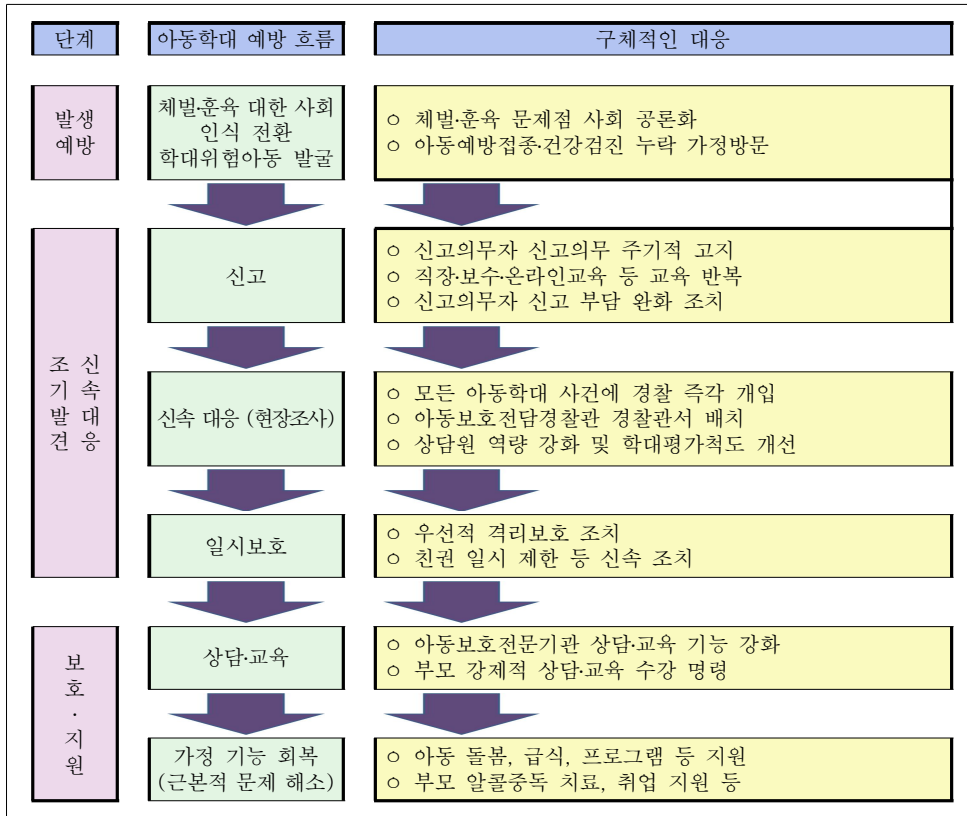 단계
아동학대 예방 흐름
구체적인 대응
발생
예방
체벌·훈육 대한 사회
인식 전환
학대위험아동 발굴
○ 체벌·훈육 문제점 사회 공론화
○ 아동예방접종·건강검진 누락 가정방문
조기발견
신속대응
신고
○ 신고의무자 신고의무 주기적 고지
○ 직장·보수·온라인교육 등 교육 반복
○ 신고의무자 신고 부담 완화 조치
신속 대응 (현장조사)
○ 모든 아동학대 사건에 경찰 즉각 개입
○ 아동보호전담경찰관 경찰관서 배치
○ 상담원 역량 강화 및 학대평가척도 개선
일시보호
○ 우선적 격리보호 조치
○ 친권 일시 제한 등 신속 조치
보호·지원
상담·교육
○ 아동보호전문기관 상담·교육 기능 강화
○ 부모 강제적 상담·교육 수강 명령
가정 기능 회복
(근본적 문제 해소)
○ 아동 돌봄, 급식, 프로그램 등 지원
○ 부모 알콜중독 치료, 취업 지원 등